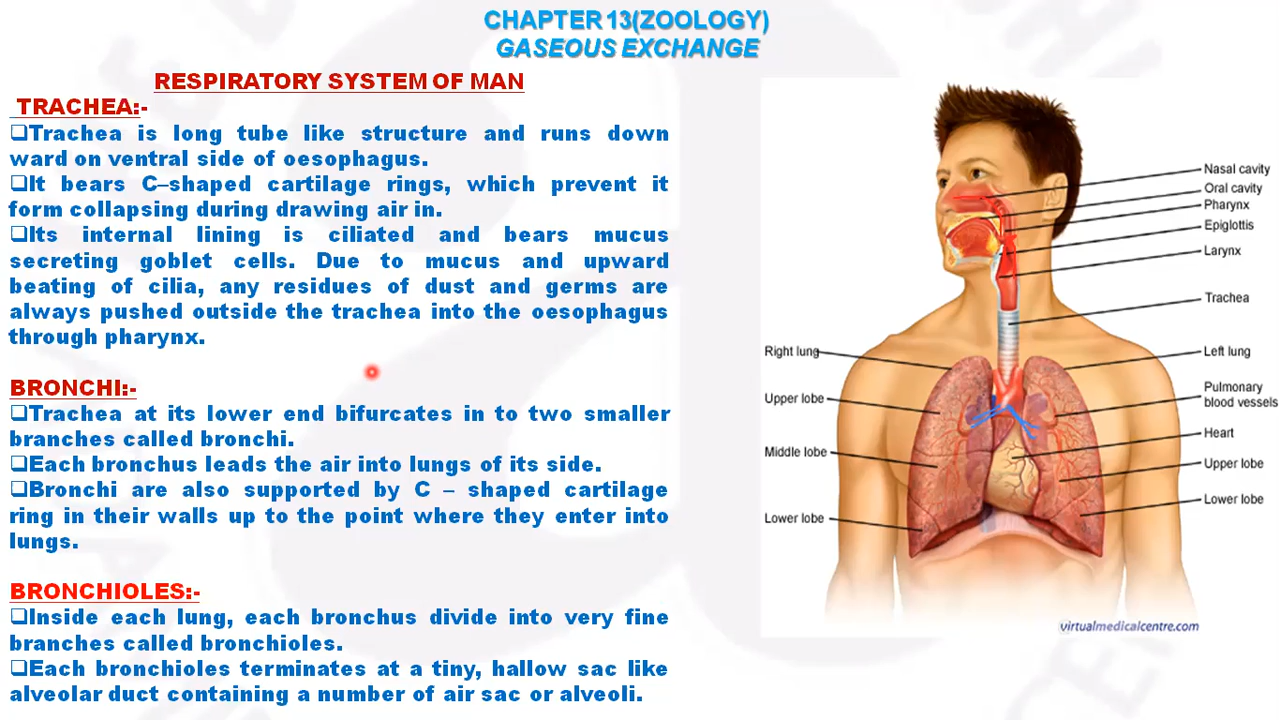 CHAPTER 13(ZOOLOGY)
GASEOUS EXCHANGE
RESPIRATORY SYSTEM OF MAN
TRACHEA:-
❑Trachea is long tube like structure and runs down
ward on ventral side of oesophagus.
❑It bears C–shaped cartilage rings, which prevent it
form collapsing during drawing air in.
❑Its internal lining is ciliated and bears mucus
secreting goblet cells. Due to mucus and upward
beating of cilia, any residues of dust and germs are
always pushed outside the trachea into the oesophagus
through pharynx.
BRONCHI:-
❑Trachea at its lower end bifurcates in to two smaller
branches called bronchi.
❑Each bronchus leads the air into lungs of its side.
❑Bronchi are also supported by C – shaped cartilage
ring in their walls up to the point where they enter into
lungs.
BRONCHIOLES:-
❑Inside each lung, each bronchus divide into very fine
branches called bronchioles.
❑Each bronchioles terminates at a tiny, hallow sac like
alveolar duct containing a number of air sac or alveoli.
Nasal cavity
Oral cavity
Pharynx
Epiglottis
Larynx
Trachea
Right lung
Left lung
Upper lobe
Pulmonary
blood vessels
Heart
Middle lobe
Upper lobe
Lower lobe
Lower lobe
virtualmedicalcentre.com